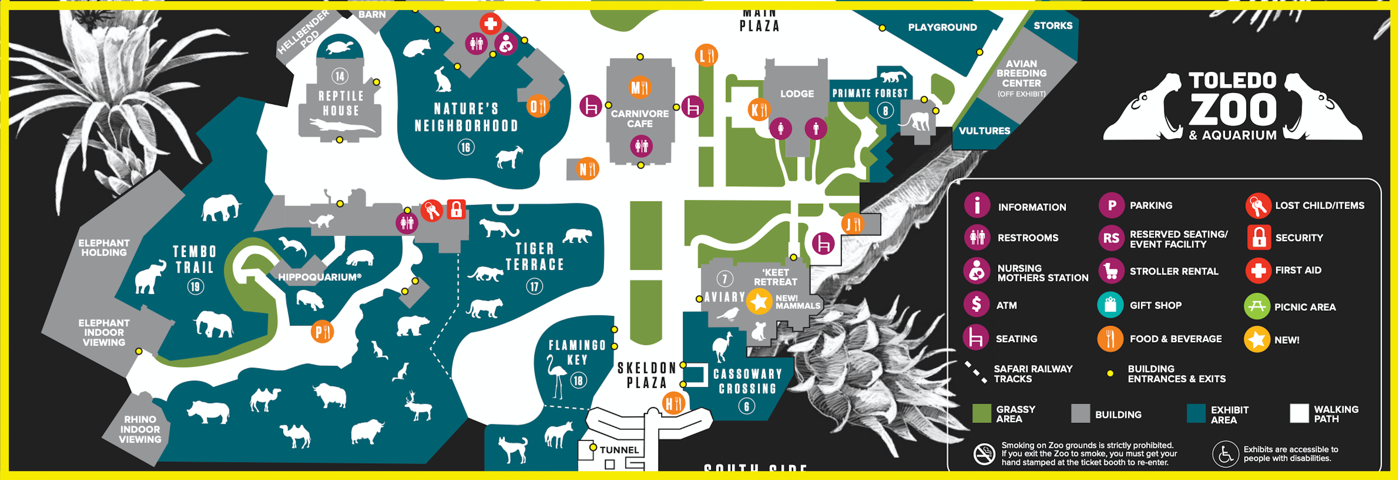 MAIN
PLAZA
HELLBENDER
POD
BARN
PLAYGROUND
STORKS
AVIAN
BREEDING
CENTER
(OFF EXHIBIT)
VULTURES
14
REPTILE
HOUSE
NATURE'S
NEIGHBORHOOD
16
O
L
M
CARNIVORE
CAFE
N
K
LODGE
PRIMATE FOREST
8
J
TOLEDO
ZOO
& AQUARIUM
ELEPHANT
HOLDING
TEMBO
TRAIL
19
HIPPOQUARIUM®
P
ELEPHANT
INDOOR
VIEWING
RHINO
INDOOR
VIEWING
TIGER
TERRACE
17
FLAMINGO
KEY
18
SKELDON
PLAZA
H
7
AVIARY
'KEET
RETREAT
NEW!
MAMMALS
CASSOWARY
CROSSING
6
TUNNEL
SOUTH SIDE
i INFORMATION
RESTROOMS
NURSING
MOTHERS STATION
$ ATM
SEATING
SAFARI RAILWAY
TRACKS
P PARKING
RS RESERVED SEATING/
EVENT FACILITY
STROLLER RENTAL
GIFT SHOP
FOOD & BEVERAGE
BUILDING
ENTRANCES & EXITS
LOST CHILD/ITEMS
SECURITY
FIRST AID
PICNIC AREA
NEW!
GRASSY
AREA
BUILDING
EXHIBIT
AREA
WALKING
PATH
Smoking on Zoo grounds is strictly prohibited.
If you exit the Zoo to smoke, you must get your
hand stamped at the ticket booth to re-enter.
Exhibits are accessible to
people with disabilities.